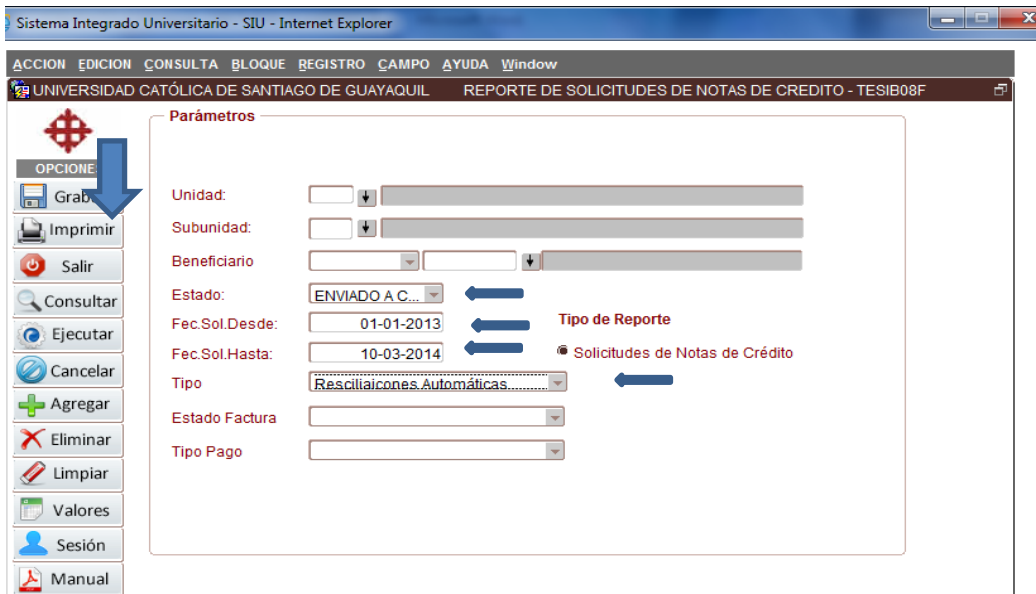 Sistema Integrado Universitario - SIU - Internet Explorer
ACCION EDICION CONSULTA BLOQUE REGISTRO CAMPO AYUDA Window
UNIVERSIDAD CATÓLICA DE SANTIAGO DE GUAYAQUIL REPORTE DE SOLICITUDES DE NOTAS DE CREDITO - TESIB08F
OPCIONE
Grab
Imprimir
Salir
Consultar
Ejecutar
Cancelar
Agregar
Eliminar
Limpiar
Valores
Sesión
Manual
Parámetros
Unidad:
Subunidad:
Beneficiario
Estado: ENVIADO A C...
Fec.Sol.Desde: 01-01-2013
Fec.Sol.Hasta: 10-03-2014
Tipo Resciliaicones Automáticas..........
Estado Factura
Tipo Pago
Tipo de Reporte
Solicitudes de Notas de Crédito